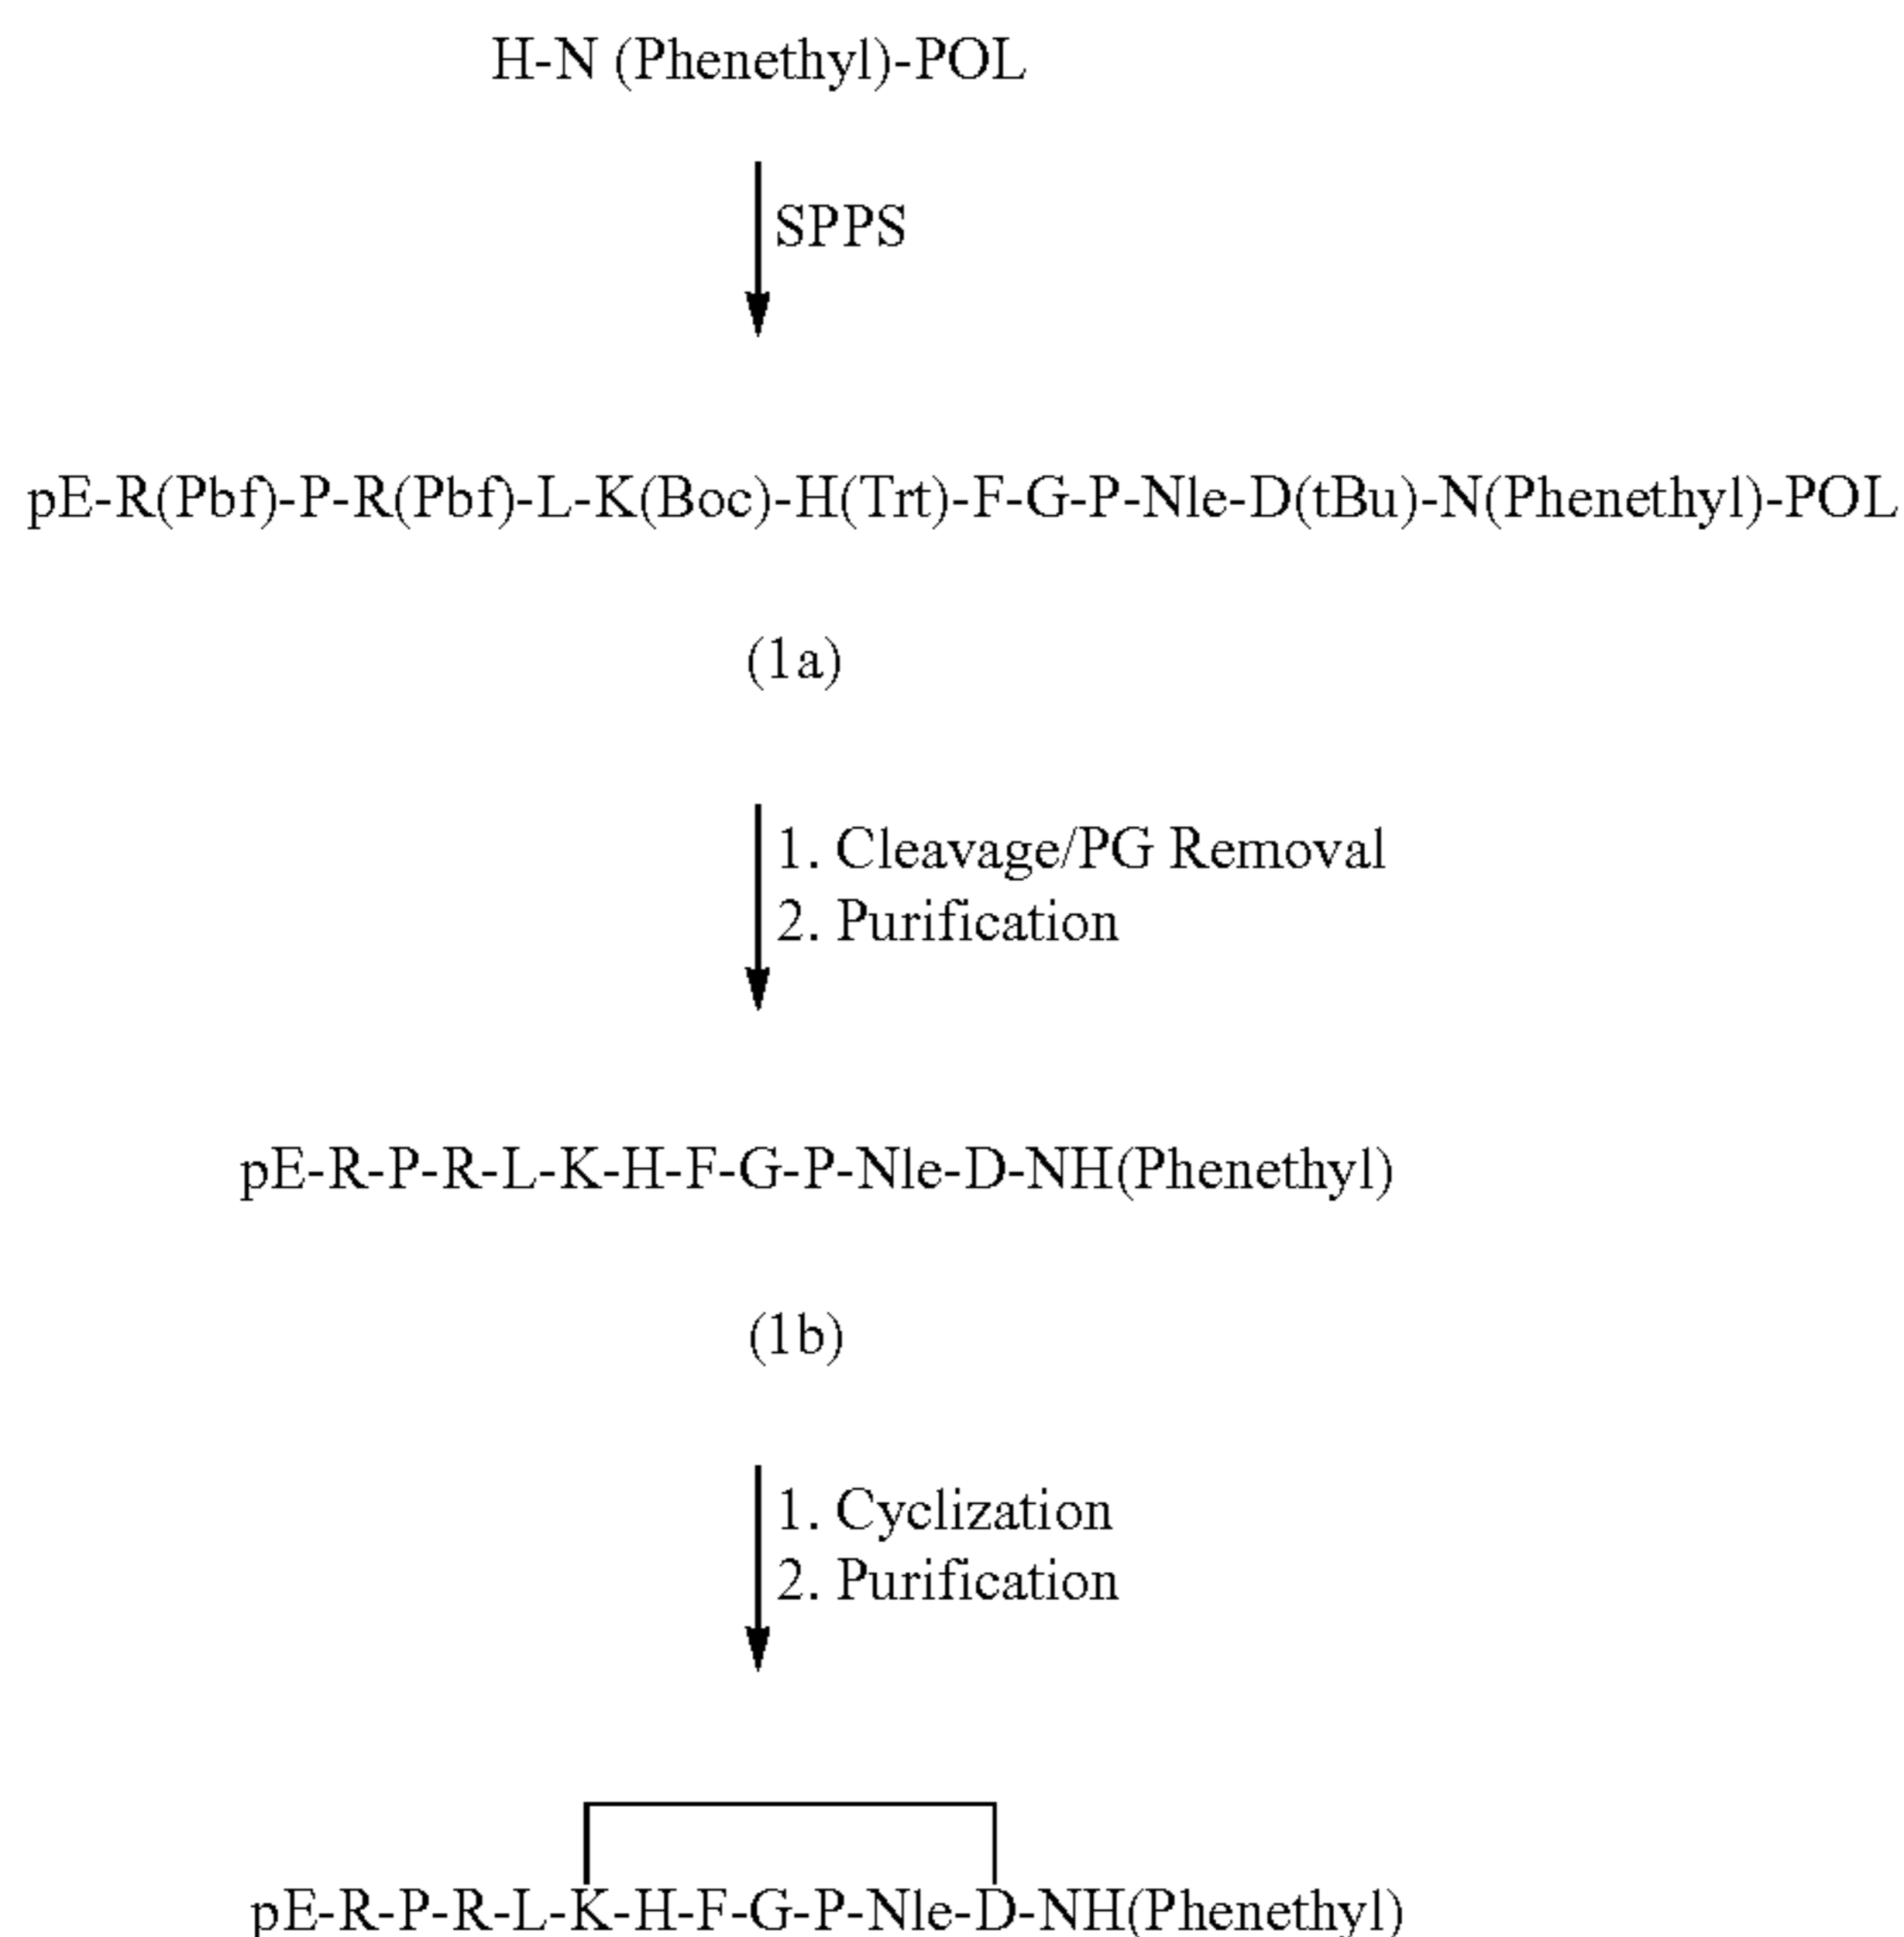 H-N (Phenethyl)-POL
SPPS
pE-R(Pbf)-P-R(Pbf)-L-K(Boc)-H(Trt)-F-G-P-Nle-D(tBu)-N(Phenethyl)-POL
(1a)
1. Cleavage/PG Removal
2. Purification
pE-R-P-R-L-K-H-F-G-P-Nle-D-NH(Phenethyl)
(1b)
1. Cyclization
2. Purification
pE-R-P-R-L-K-H-F-G-P-Nle-D-NH(Phenethyl)